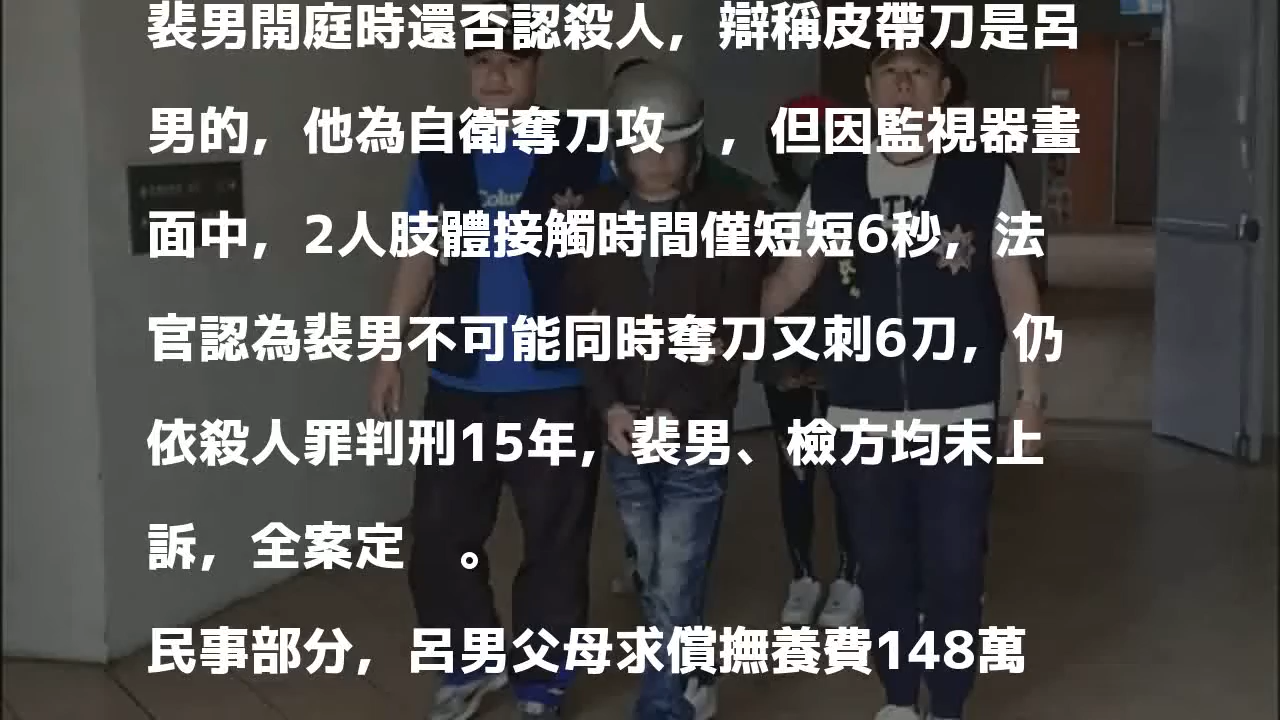 裴男開庭時還否認殺人，辯稱皮帶刀是呂
男的，他為自衛奪刀攻　，但因監視器畫
面中，2人肢體接觸時間僅短短6秒，法
官認為裴男不可能同時奪刀又刺6刀，仍
依殺人罪判刑15年，裴男、檢方均未上
訴，全案定　。
民事部分，呂男父母求償撫養費148萬